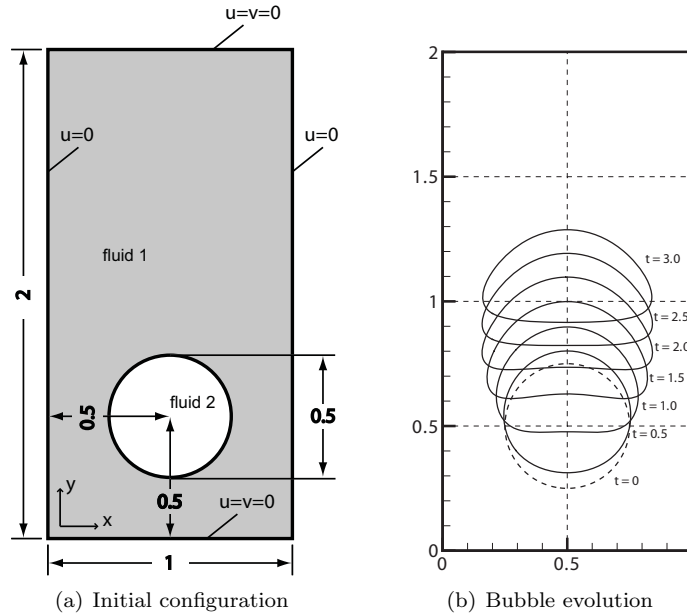 u=v=0
u=0
u=0
fluid 1
2
fluid 2
0.5
0.5
0.5
y
x
u=v=0
1
(a) Initial configuration
2
1.5
1
0.5
0
0
0.5
t = 3.0
t = 2.5
t = 2.0
t = 1.5
t = 1.0
t = 0.5
t = 0
(b) Bubble evolution